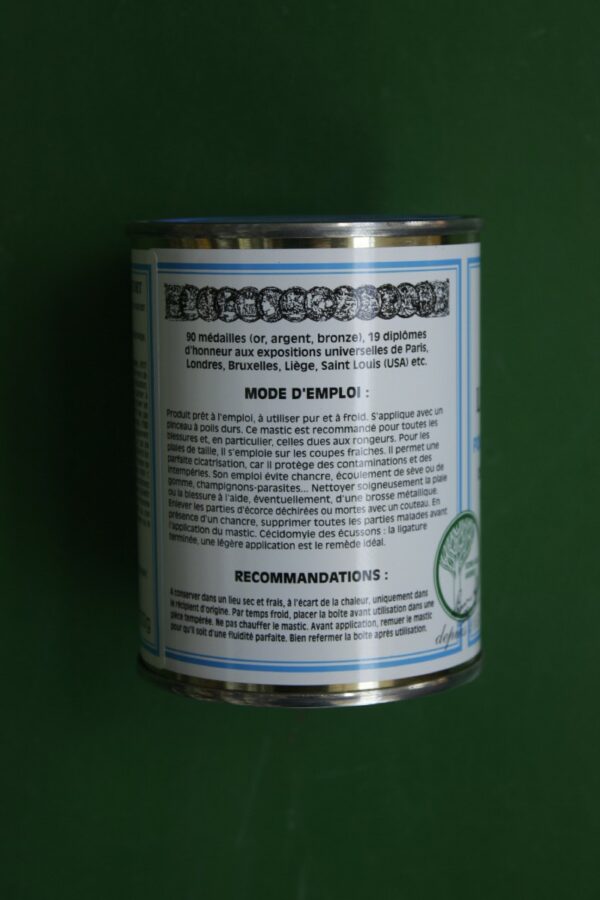 90 médailles (or, argent, bronze), 19 diplômes
d'honneur aux expositions universelles de Paris,
Londres, Bruxelles, Liège, Saint Louis (USA) etc.
MODE D'EMPLOI :
Produit prêt à l'emploi, à utiliser pur et à froid. S'applique avec un
pinceau à poils durs. Ce mastic est recommandé pour toutes les
blessures et, en particulier, celles dues aux rongeurs. Pour les
plaies de taille, il s'emploie sur les coupes fraîches. Il permet une
parfaite cicatrisation, car il protège des contaminations et des
intempéries. Son emploi évite chancre, écoulement de sève ou de
gomme, champignons-parasites... Nettoyer soigneusement la plaie
ou la blessure à l'aide, éventuellement, d'une brosse métallique.
Enlever les parties d'écorce déchirées ou mortes avec un couteau. En
présence d'un chancre, supprimer toutes les parties malades avant
l'application du mastic. Cécidomyie des écussons : la ligature
terminée, une légère application est le remède idéal.
RECOMMANDATIONS :
A conserver dans un lieu sec et frais, à l'écart de la chaleur, uniquement dans
le récipient d'origine. Par temps froid, placer la boîte avant utilisation dans une
pièce tempérée. Ne pas chauffer le mastic. Avant application, remuer le mastic
pour qu'il soit d'une fluidité parfaite. Bien refermer la boîte après utilisation.